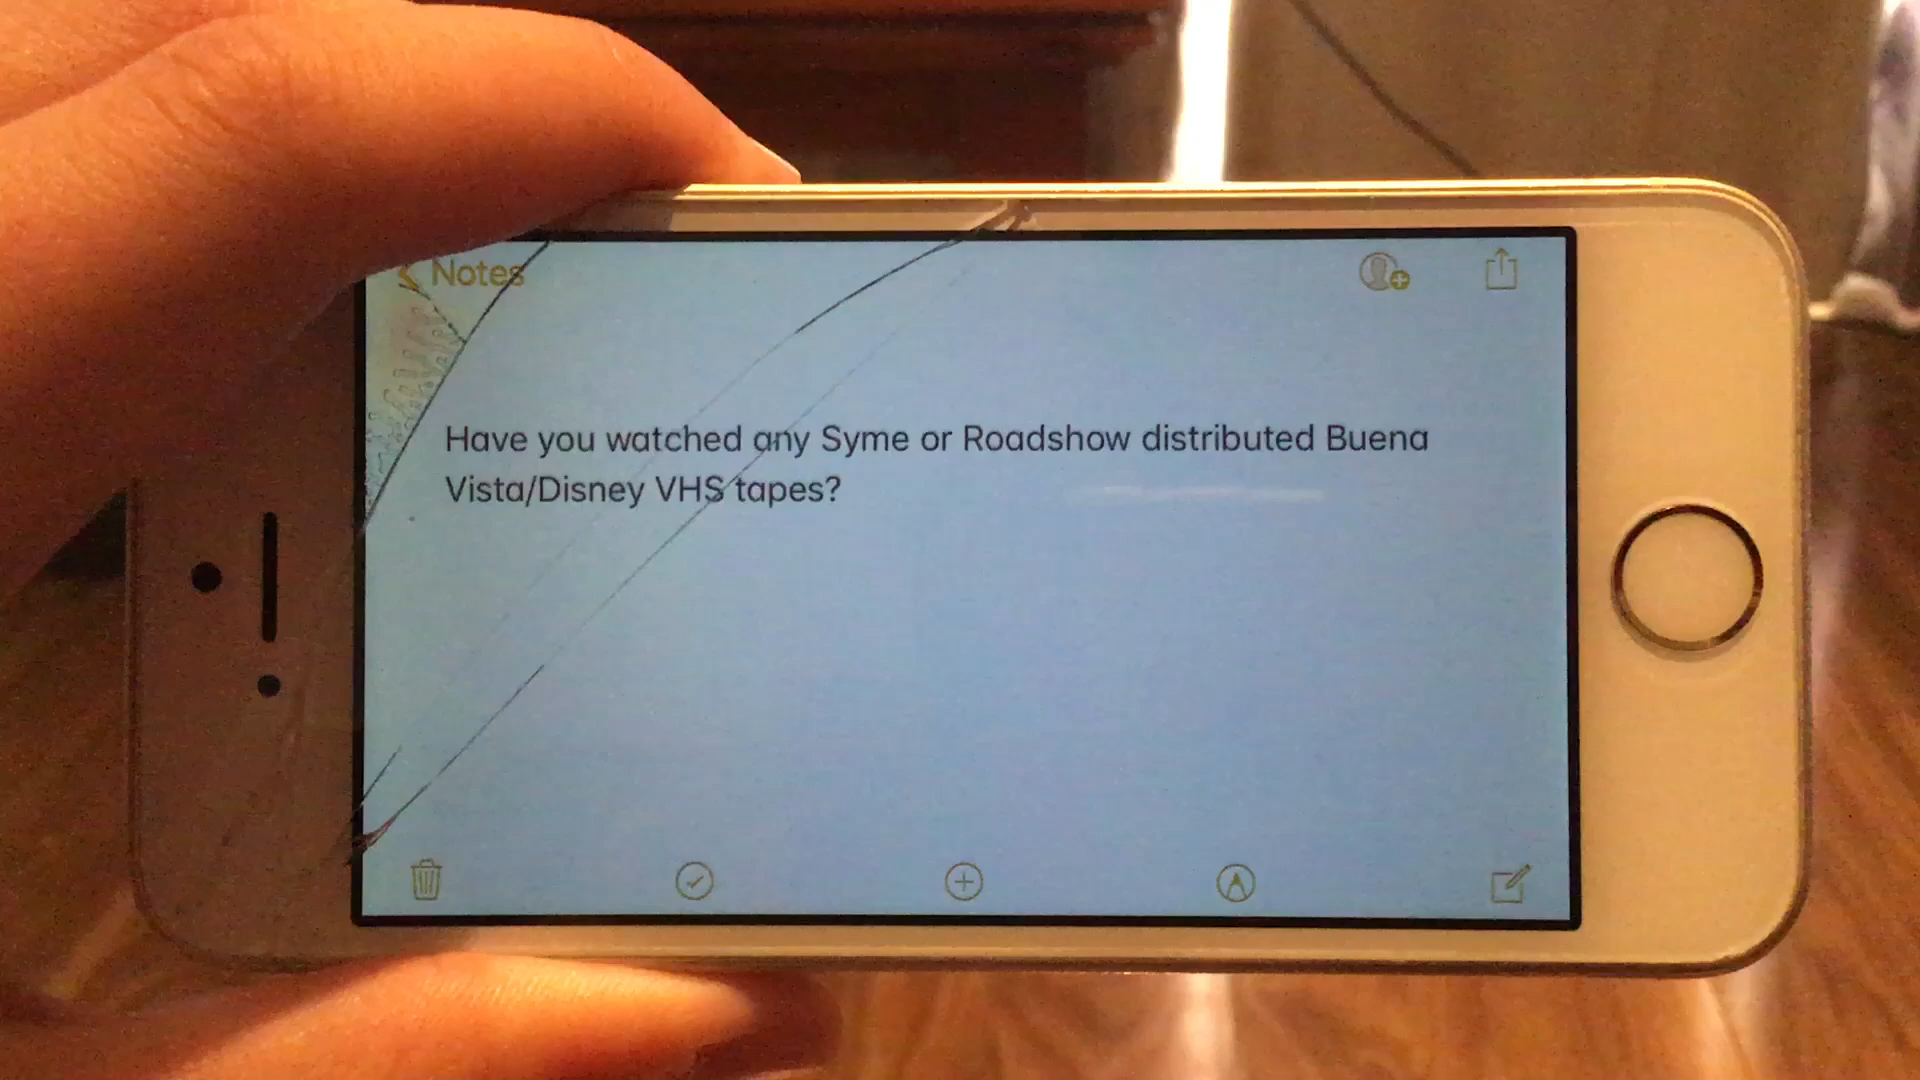 Notes
Have you watched any Syme or Roadshow distributed Buena
Vista/Disney VHS tapes?